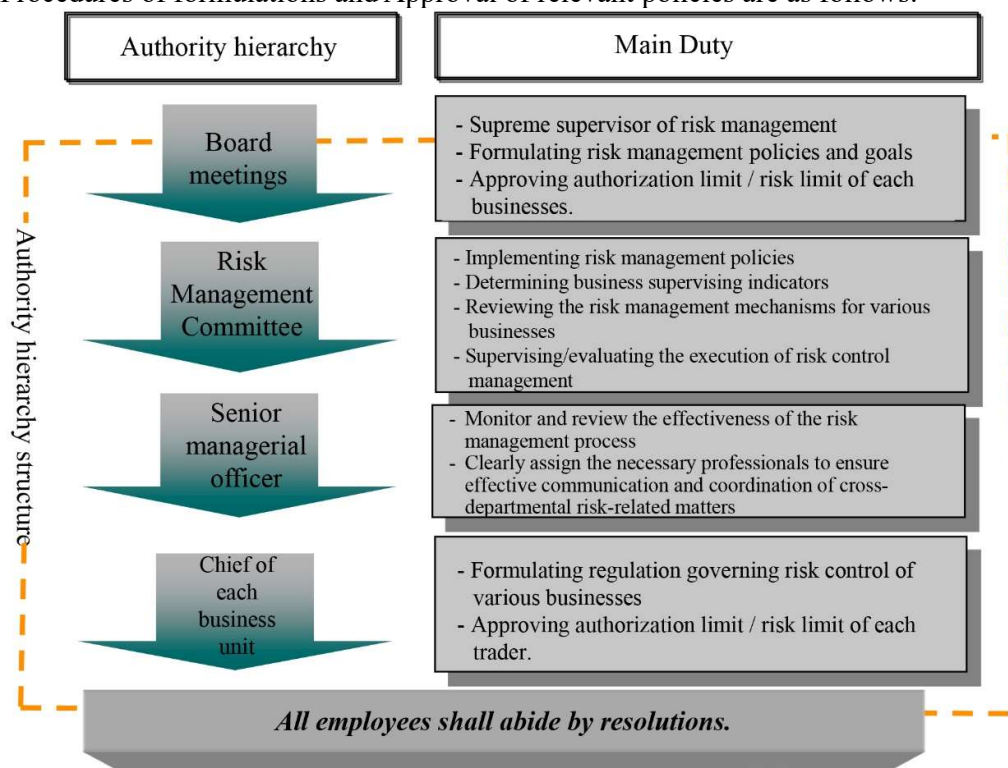 Procedures of formulations and Approval of relevant policies are as follows:
Authority hierarchy
Main Duty
Board
meetings
- Supreme supervisor of risk management
- Formulating risk management policies and goals
- Approving authorization limit / risk limit of each
businesses.
Risk
Management
Committee
- Implementing risk management policies
- Determining business supervising indicators
- Reviewing the risk management mechanisms for various
businesses
- Supervising/evaluating the execution of risk control
management
Senior
managerial
officer
- Monitor and review the effectiveness of the risk
management process
- Clearly assign the necessary professionals to ensure
effective communication and coordination of cross-
departmental risk-related matters
Chief of
each
business
unit
- Formulating regulation governing risk control of
various businesses
- Approving authorization limit / risk limit of each
trader.
Authority hierarchy structure
All employees shall abide by resolutions.